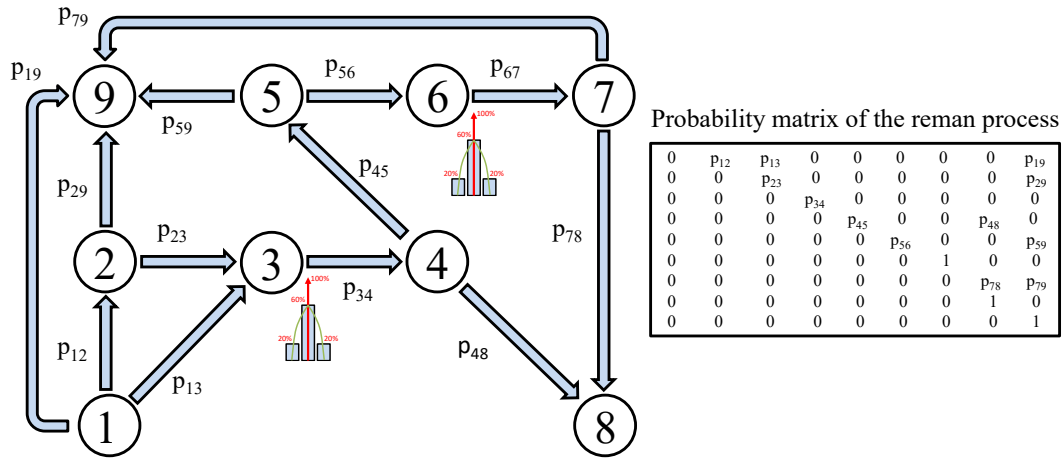 p79
p19
p56
p67
9
5
6
7
p59
100%
60%
20% 20%
Probability matrix of the reman process
0 p12 p13 0 0 0 0 0 p19
0 0 p23 0 0 0 0 0 p29
0 0 0 p34 0 0 0 0 0
0 0 0 0 p45 0 0 p48 0
0 0 0 0 0 p56 0 0 p59
0 0 0 0 0 0 1 0 0
0 0 0 0 0 0 0 p78 p79
0 0 0 0 0 0 0 1 0
0 0 0 0 0 0 0 0 1
p45
p29
p23
p78
2
3
4
p34
100%
60%
20% 20%
p12
p13
p48
1
8